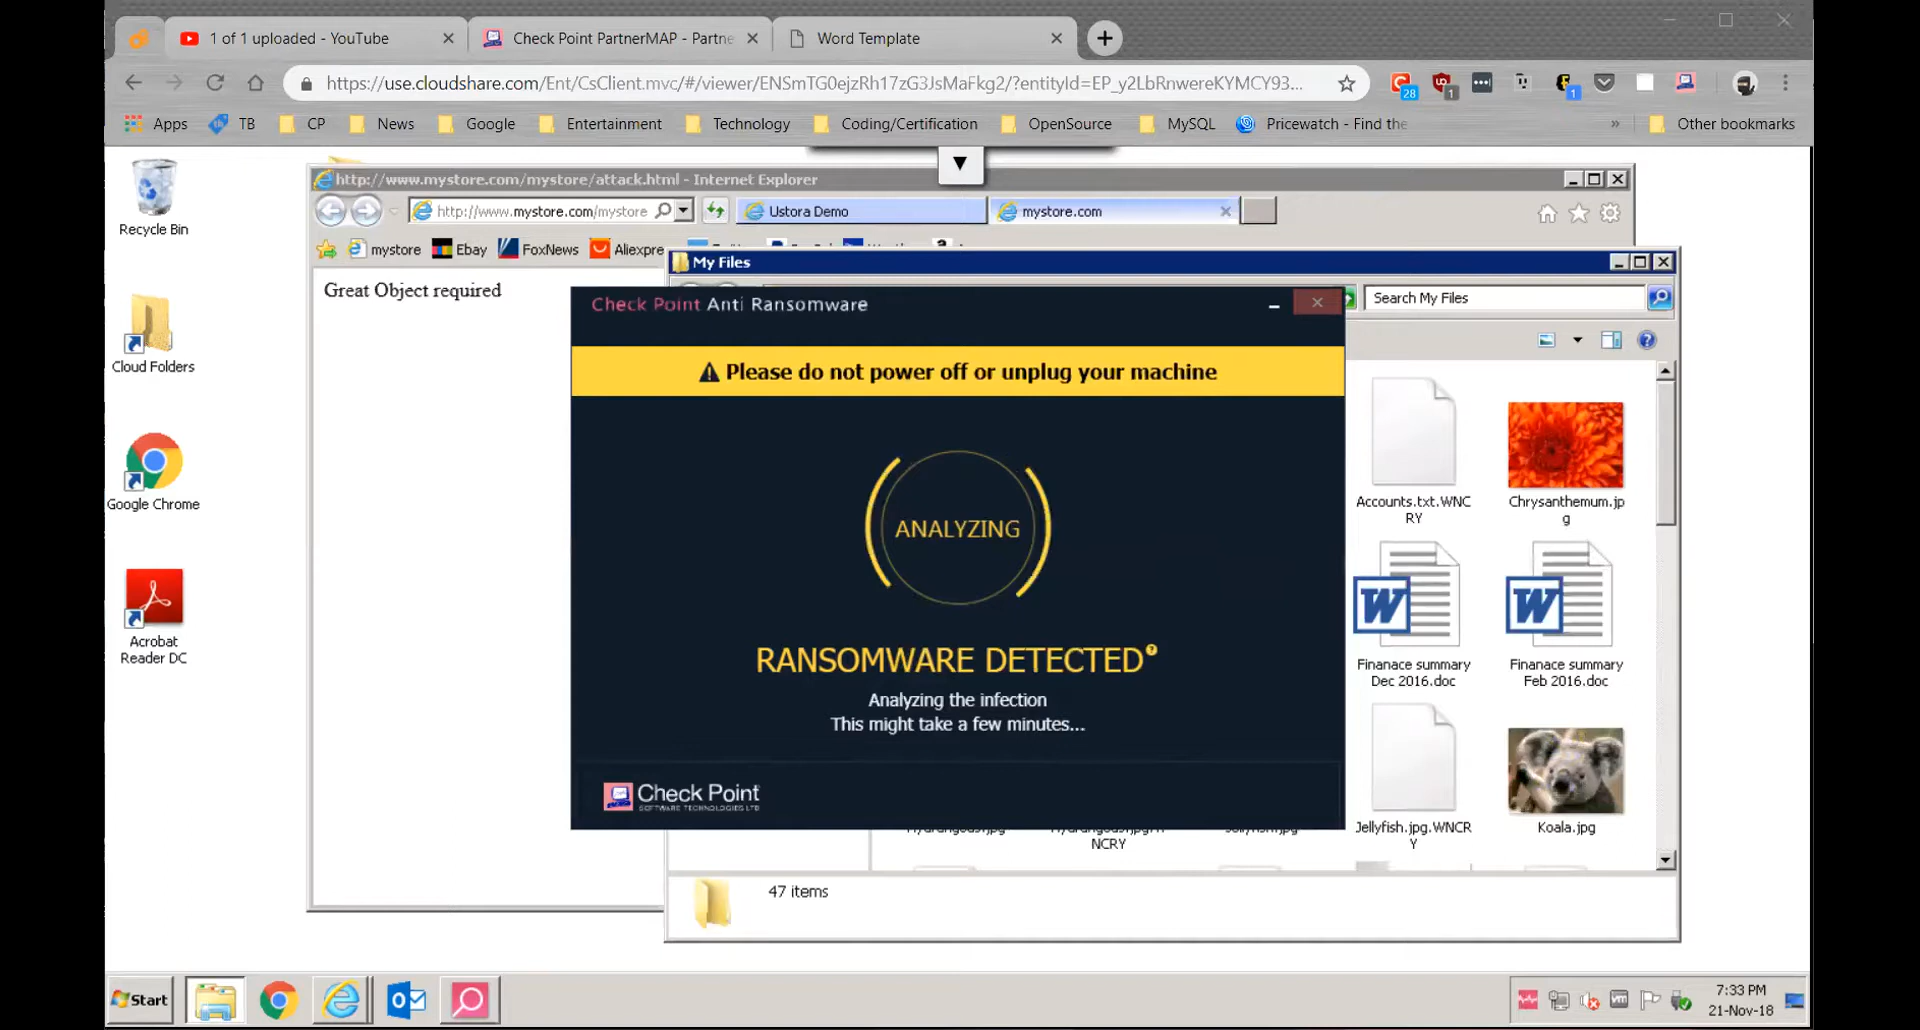 1 of 1 uploaded - YouTube
Check Point PartnerMAP - Partne
Word Template
https://use.cloudshare.com/Ent/CsClient.mvc/#/viewer/ENSmTG0ejzRh17zG3JsMaFkg2/?entityId=EP_y2LbRnwereKYMCY93...
28
1
1
Apps
TB
CP
News
Google
Entertainment
Technology
Coding/Certification
OpenSource
MySQL
Pricewatch - Find the
»
Other bookmarks
Recycle Bin
Cloud Folders
Google Chrome
Acrobat
Reader DC
http://www.mystore.com/mystore/attack.html - Internet Explorer
http://www.mystore.com/mystore
Ustora Demo
mystore.com
mystore
Ebay
FoxNews
Aliexpre
Great Object required
My Files
Search My Files
Check Point Anti Ransomware
Please do not power off or unplug your machine
ANALYZING
RANSOMWARE DETECTED
Analyzing the infection
This might take a few minutes...
Check Point
SOFTWARE TECHNOLOGIES LTD
Accounts.txt.WNC
RY
Chrysanthemum.jp
g
Finanace summary
Dec 2016.doc
Finanace summary
Feb 2016.doc
NCRY
Jellyfish.jpg.WNCR
Y
Koala.jpg
47 items
Start
7:33 PM
21-Nov-18